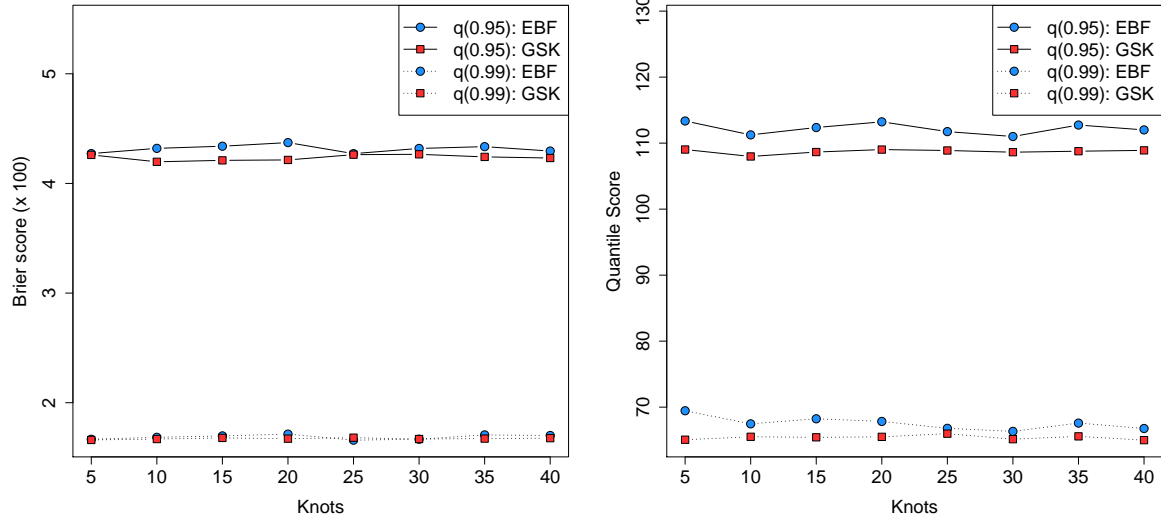 q(0.95): EBF
q(0.95): GSK
q(0.99): EBF
q(0.99): GSK
Brier score (x 100)
5
4
3
2
5 10 15 20 25 30 35 40
Knots
q(0.95): EBF
q(0.95): GSK
q(0.99): EBF
q(0.99): GSK
Quantile Score
130
120
110
100
90
80
70
5 10 15 20 25 30 35 40
Knots